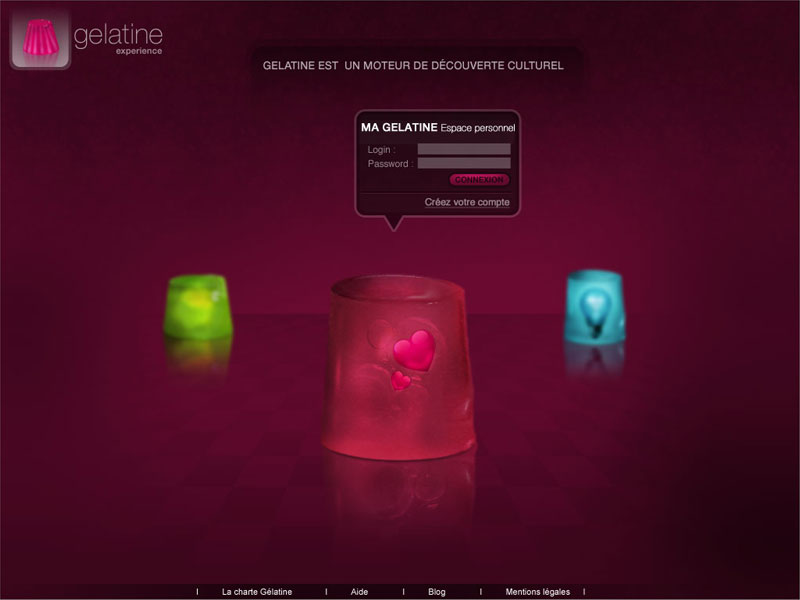 gelatine
experience
GELATINE EST UN MOTEUR DE DÉCOUVERTE CULTUREL
MA GELATINE Espace personnel
Login :
Password :
CONNEXION
Créez votre compte
La charte Gélatine
Aide
Blog
Mentions légales